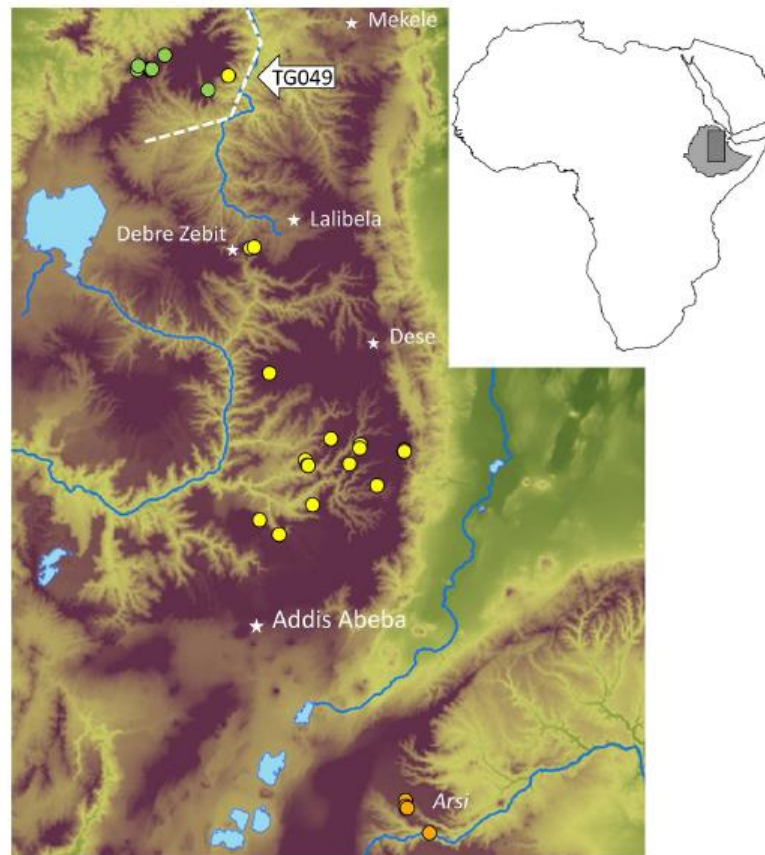 Mekele
TG049
Lalibela
Debre Zebit
Dese
Addis Abeba
Arsi